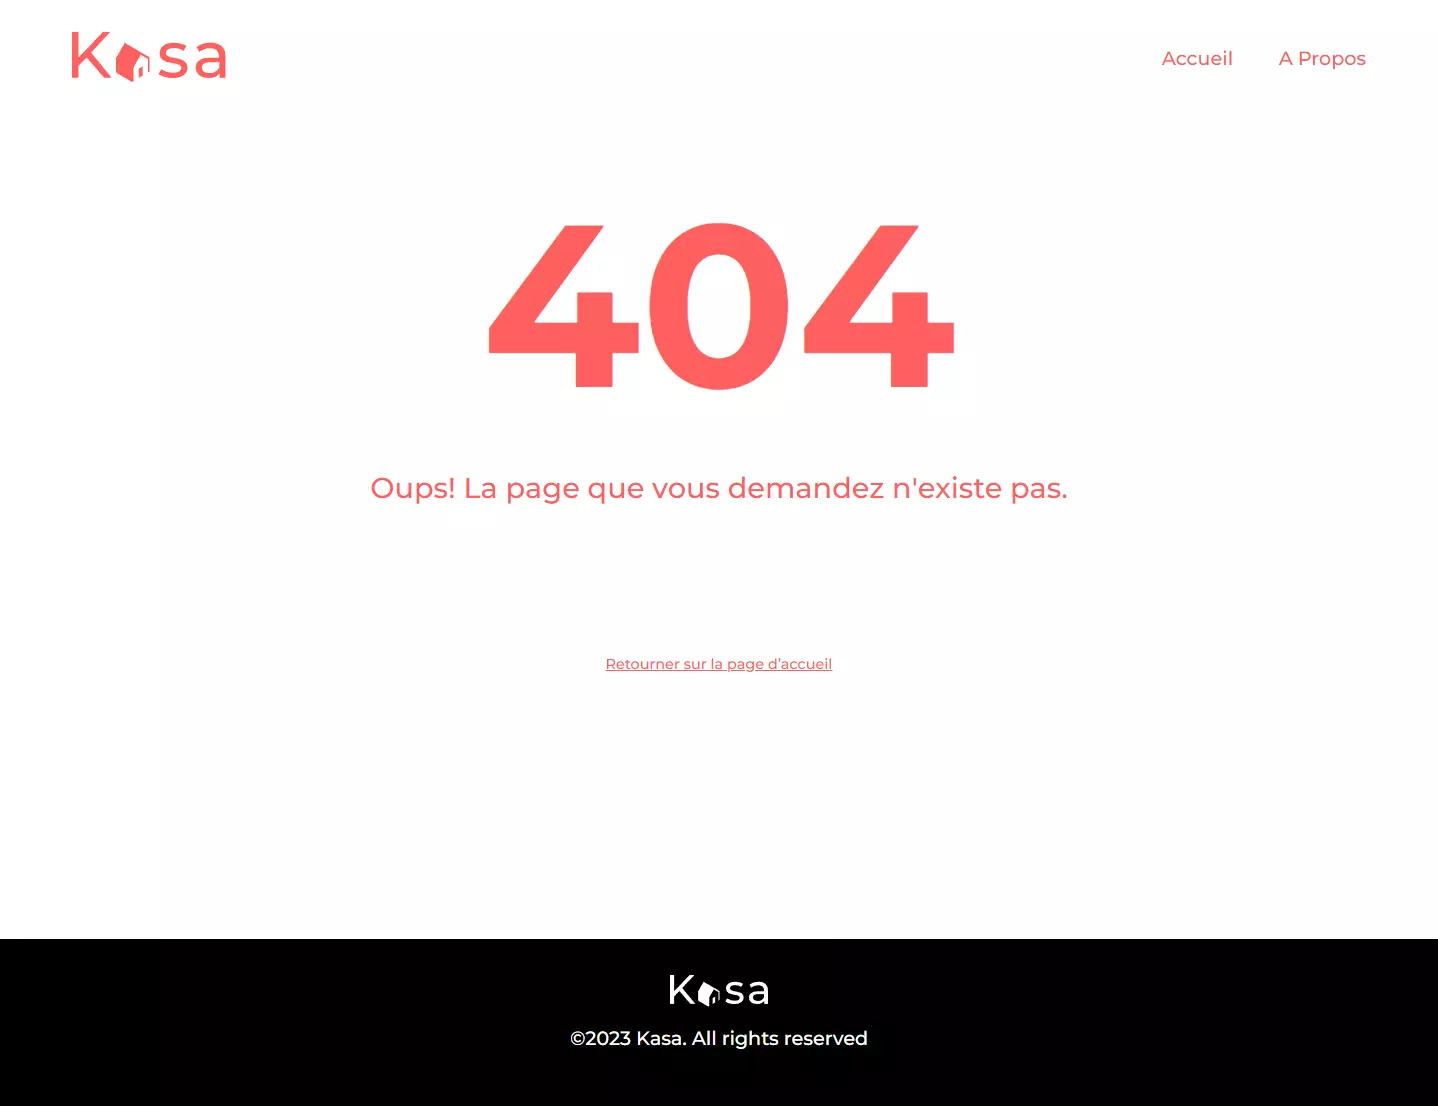 Kasa
Accueil
A Propos
404
Oups! La page que vous demandez n'existe pas.
Retourner sur la page d’accueil
Kasa
©2023 Kasa. All rights reserved